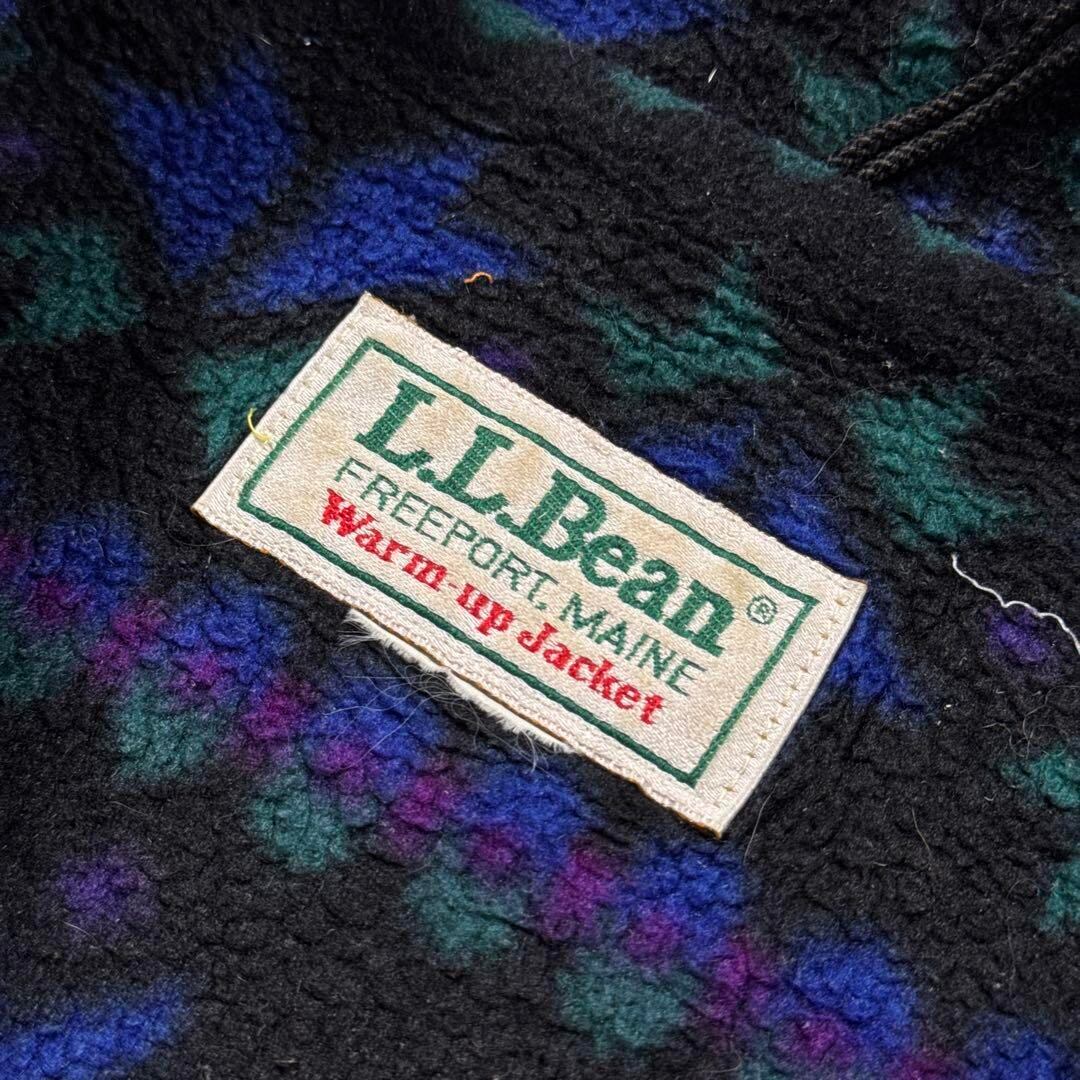 L.L.Bean®
FREEPORT, MAINE
Warm-up Jacket